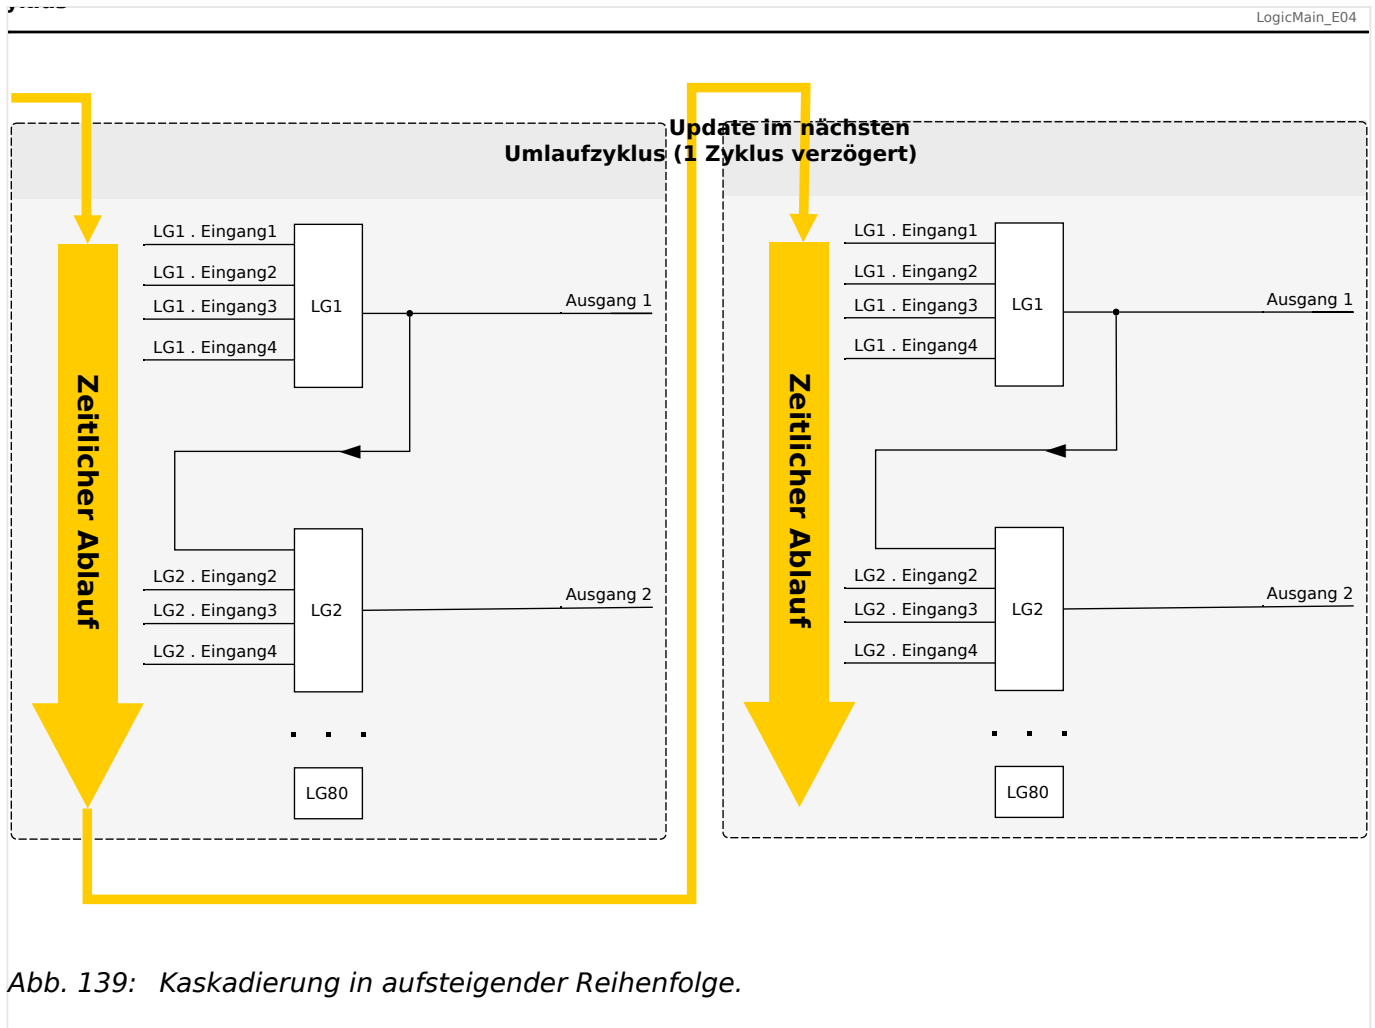 LogicMain_E04
Update im nächsten
Umlaufzyklus (1 Zyklus verzögert)
LG1 . Eingang1
LG1 . Eingang2
LG1 . Eingang3
LG1 . Eingang4
LG1
Ausgang 1
Zeitlicher Ablauf
LG2 . Eingang2
LG2 . Eingang3
LG2 . Eingang4
LG2
Ausgang 2
. . .
LG80
LG1 . Eingang1
LG1 . Eingang2
LG1 . Eingang3
LG1 . Eingang4
LG1
Ausgang 1
Zeitlicher Ablauf
LG2 . Eingang2
LG2 . Eingang3
LG2 . Eingang4
LG2
Ausgang 2
. . .
LG80
Abb. 139: Kaskadierung in aufsteigender Reihenfolge.